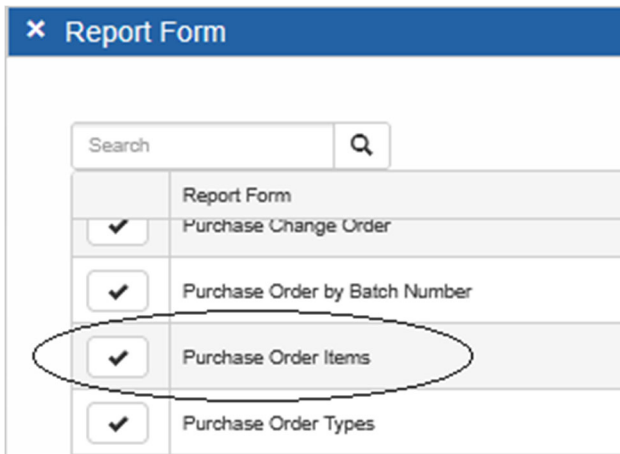 Report Form
Search
Report Form
Purchase Change Order
Purchase Order by Batch Number
Purchase Order Items
Purchase Order Types